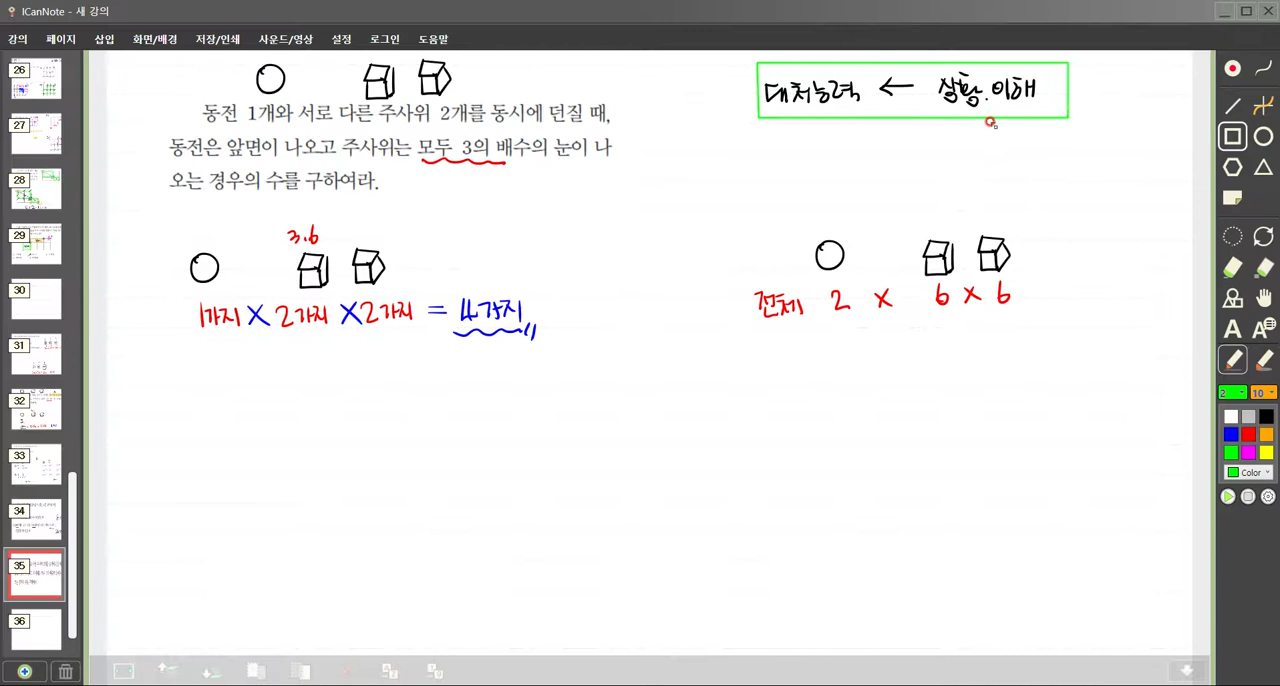 ICanNote - 새 강의
강의 페이지 삽입 화면/배경 저장/인쇄 사운드/영상 설정 로그인 도움말
26
27
28
29
30
31
32
33
34
35
36
동전 1개와 서로 다른 주사위 2개를 동시에 던질 때,
동전은 앞면이 나오고 주사위는 모두 3의 배수의 눈이 나
오는 경우의 수를 구하여라.
3.6
1가지 × 2가지 × 2가지 = 4가지
대처능력 ← 상황.이해
전체 2 × 6 × 6
A A
2 10
Color